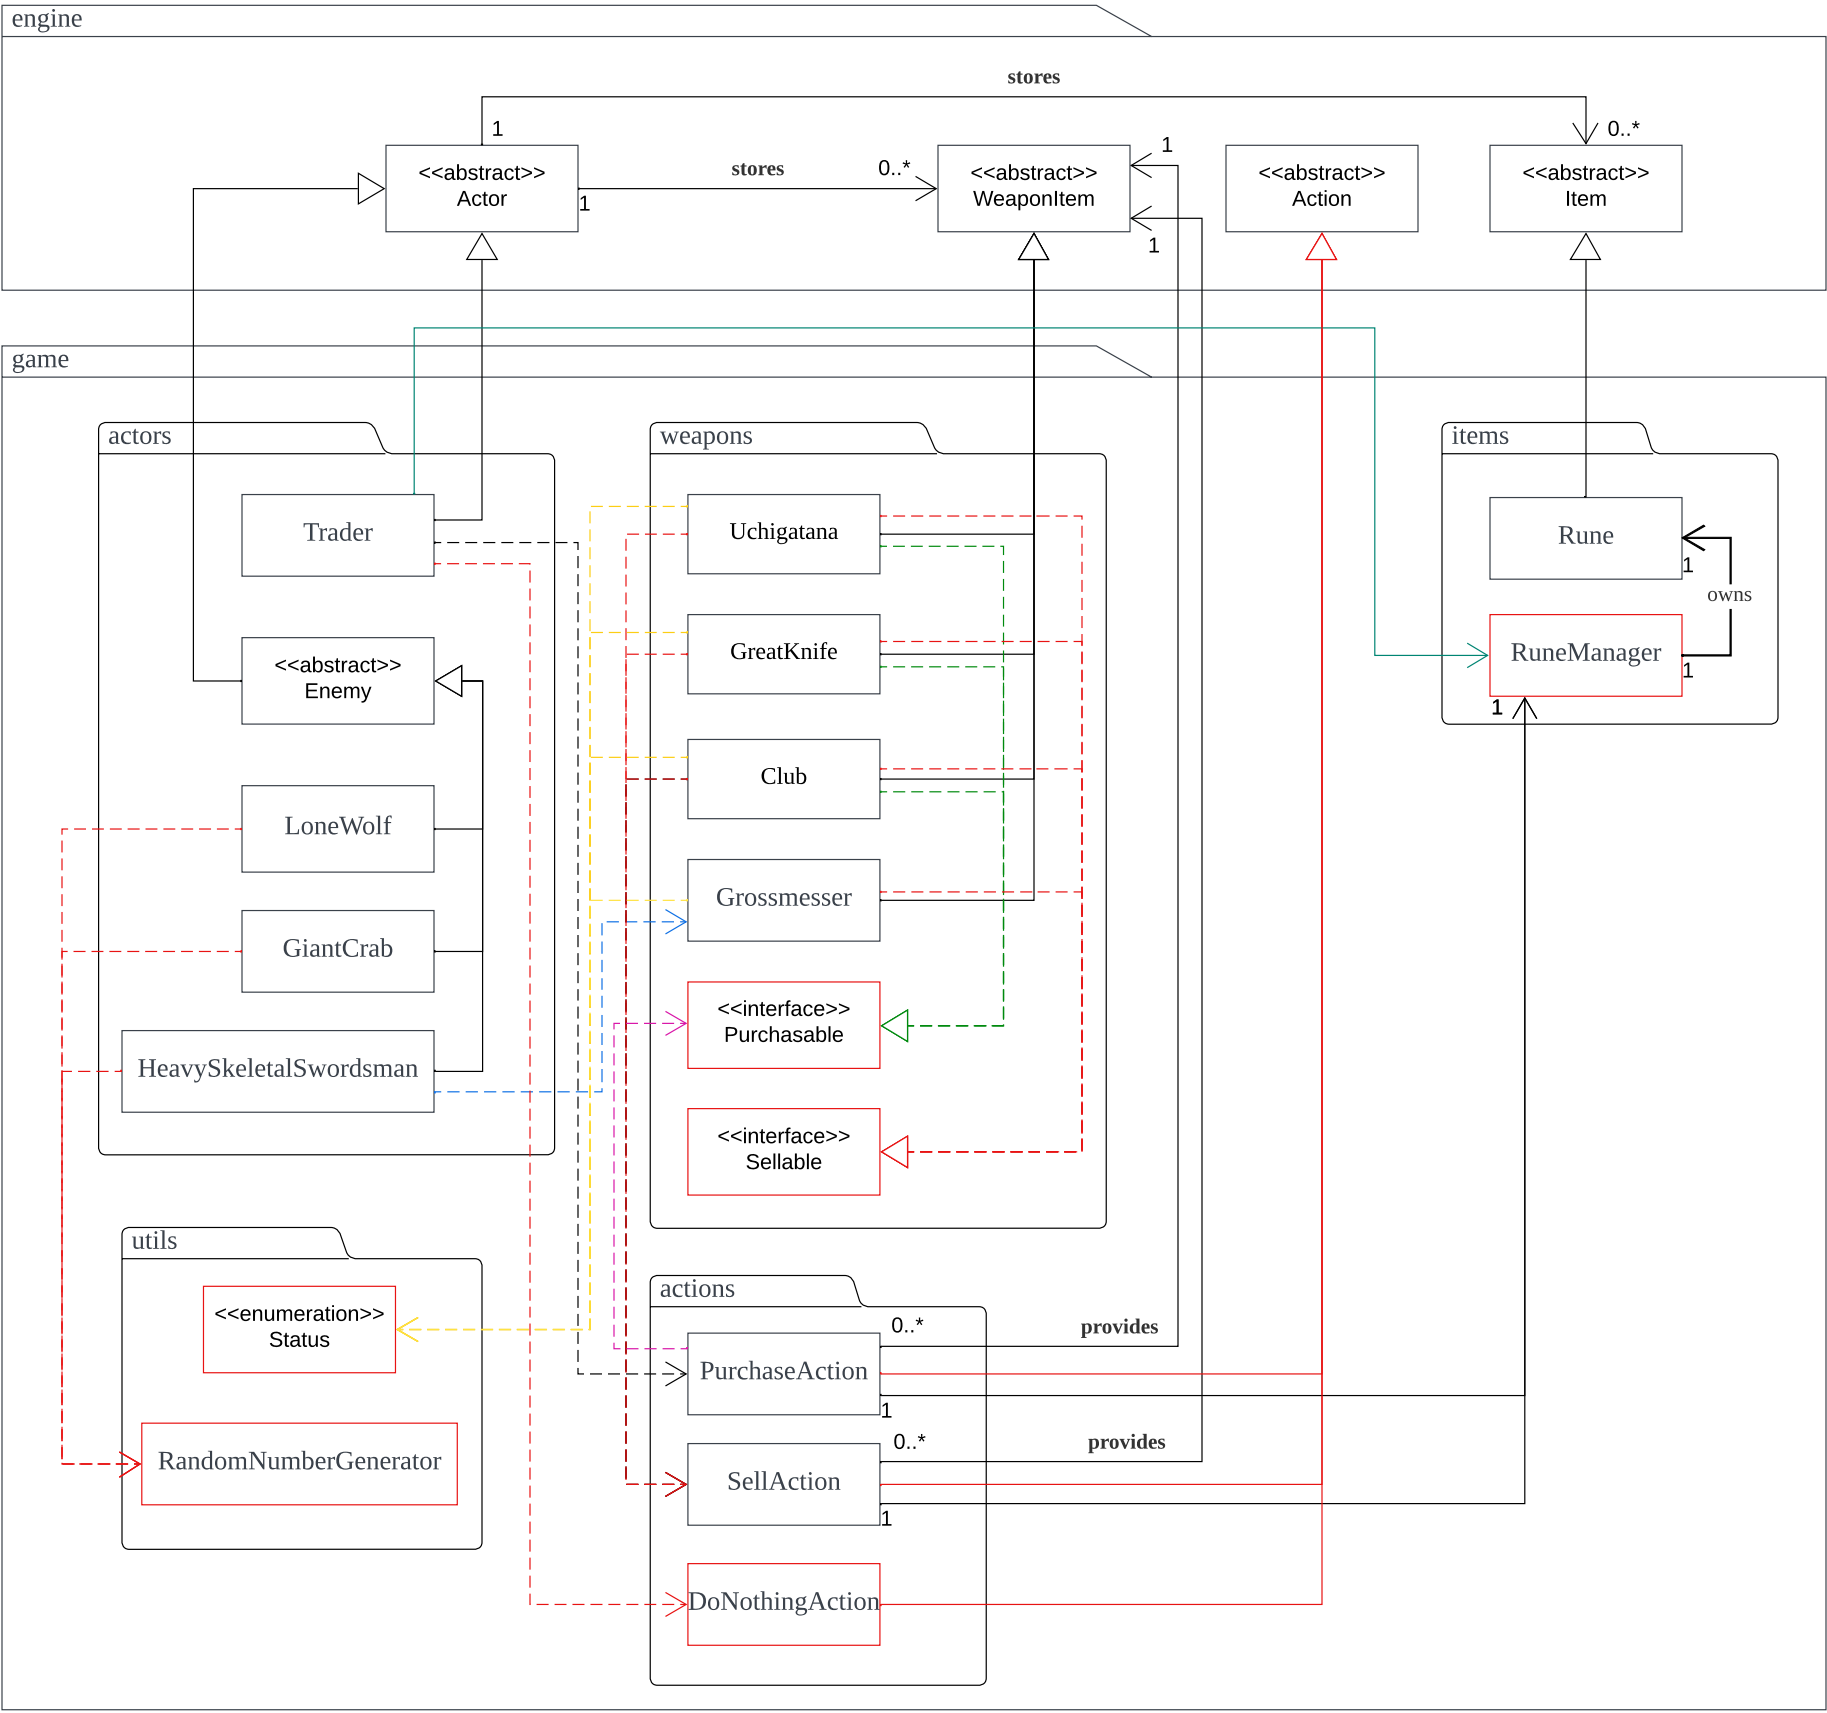 engine
stores
1
0..*
1
<<abstract>>
Actor
stores
0..*
1
<<abstract>>
WeaponItem
1
<<abstract>>
Action
<<abstract>>
Item
game
actors
weapons
items
Trader
Uchigatana
Rune
1
owns
GreatKnife
RuneManager
1
1
<<abstract>>
Enemy
Club
LoneWolf
Grossmesser
GiantCrab
<<interface>>
Purchasable
HeavySkeletalSwordsman
<<interface>>
Sellable
utils
actions
<<enumeration>>
Status
0..*
provides
PurchaseAction
1
RandomNumberGenerator
0..*
provides
SellAction
1
DoNothingAction